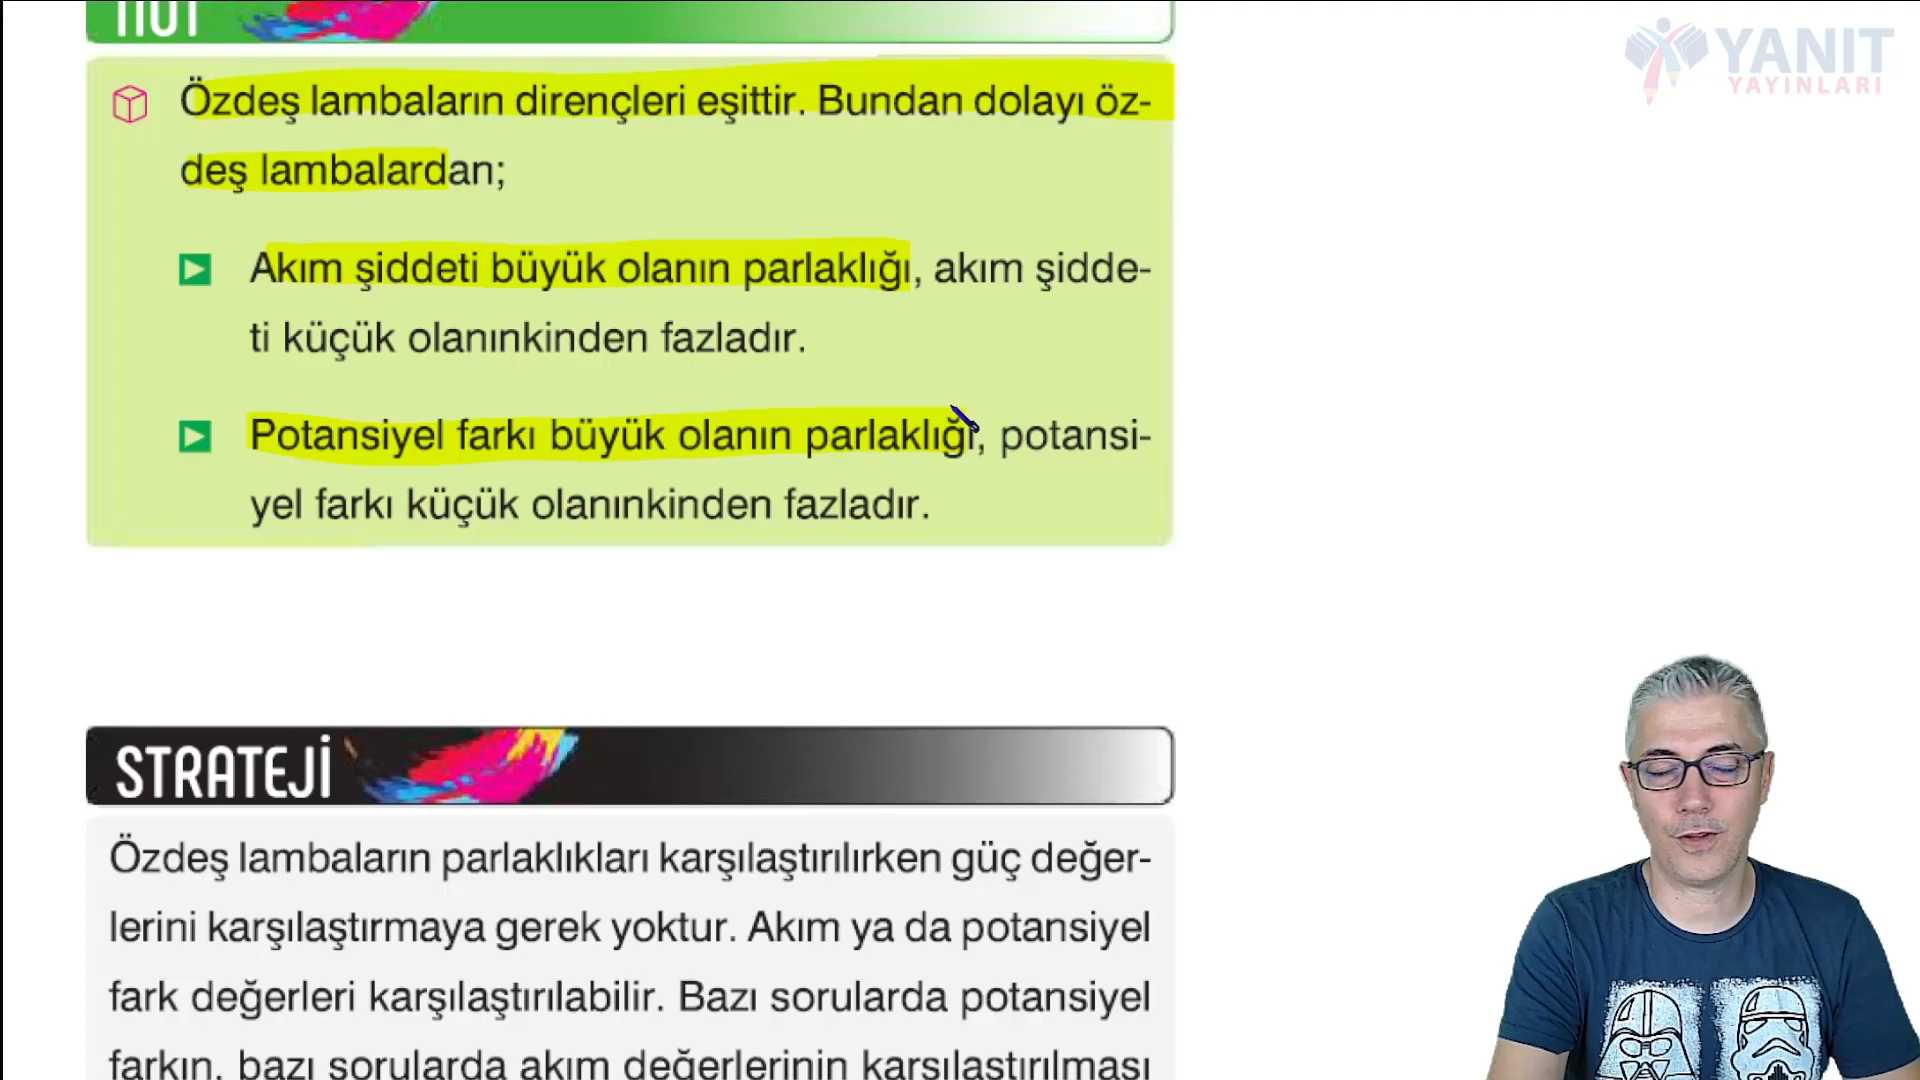 NOT
YANIT
YAYINLARI
Özdeş lambaların dirençleri eşittir. Bundan dolayı öz-
deş lambalardan;
Akım şiddeti büyük olanın parlaklığı, akım şidde-
ti küçük olanınkinden fazladır.
Potansiyel farkı büyük olanın parlaklığı, potansi-
yel farkı küçük olanınkinden fazladır.
STRATEJİ
Özdeş lambaların parlaklıkları karşılaştırılırken güç değer-
lerini karşılaştırmaya gerek yoktur. Akım ya da potansiyel
fark değerleri karşılaştırılabilir. Bazı sorularda potansiyel
farkın, bazı sorularda akım değerlerinin karşılaştırılması